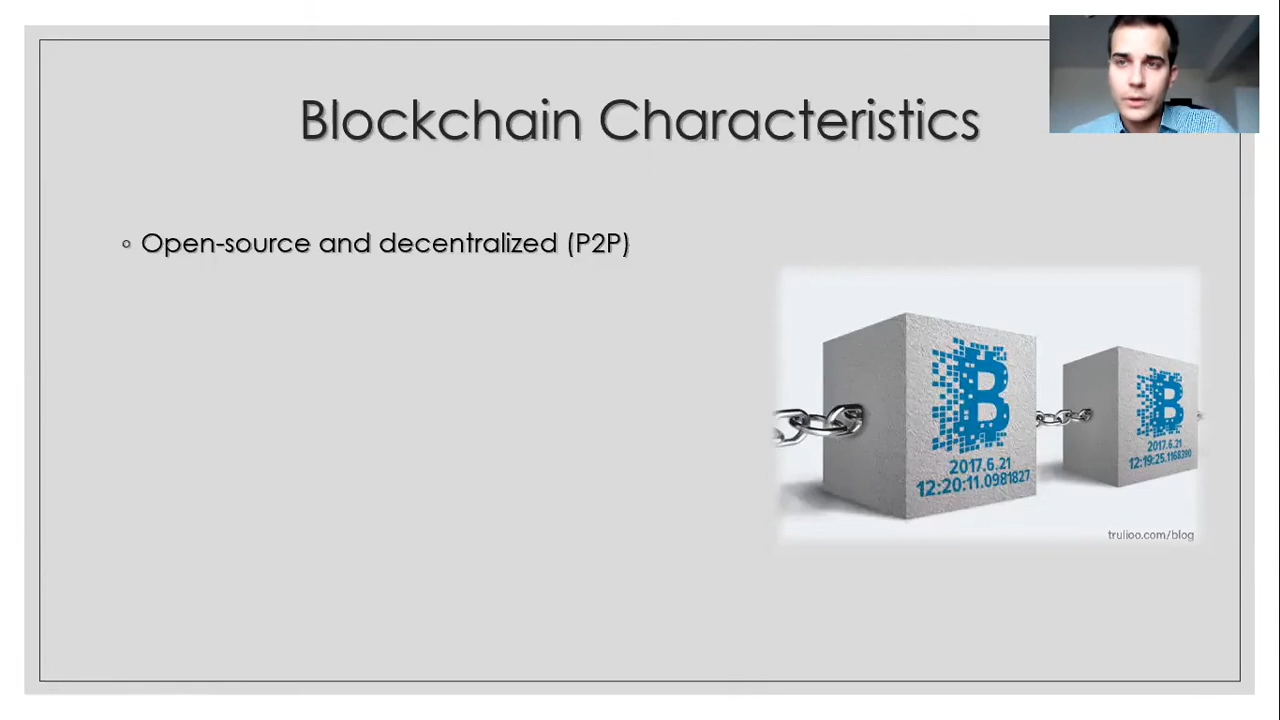 Blockchain Characteristics
Open-source and decentralized (P2P)
2017.6.21
12:20:11.0981827
2017.6.21
12:19:25.1168390
trulioo.com/blog